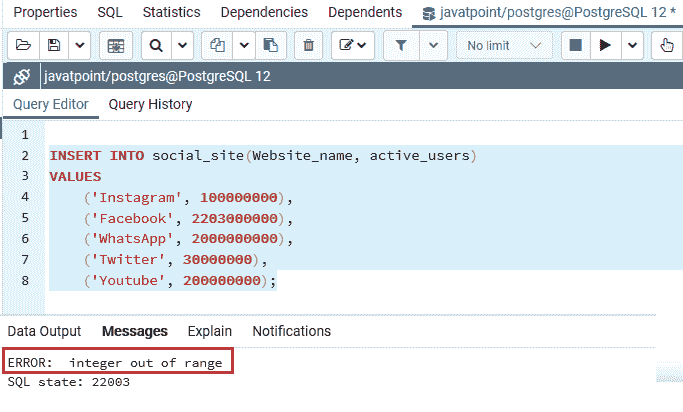 Properties SQL Statistics Dependencies Dependents javatpoint/postgres@PostgreSQL 12 *
No limit
javatpoint/postgres@PostgreSQL 12
Query Editor Query History
1
2 INSERT INTO social_site(Website_name, active_users)
3 VALUES
4 ('Instagram', 100000000),
5 ('Facebook', 2203000000),
6 ('WhatsApp', 2000000000),
7 ('Twitter', 30000000),
8 ('Youtube', 200000000);
Data Output Messages Explain Notifications
ERROR: integer out of range
SQL state: 22003